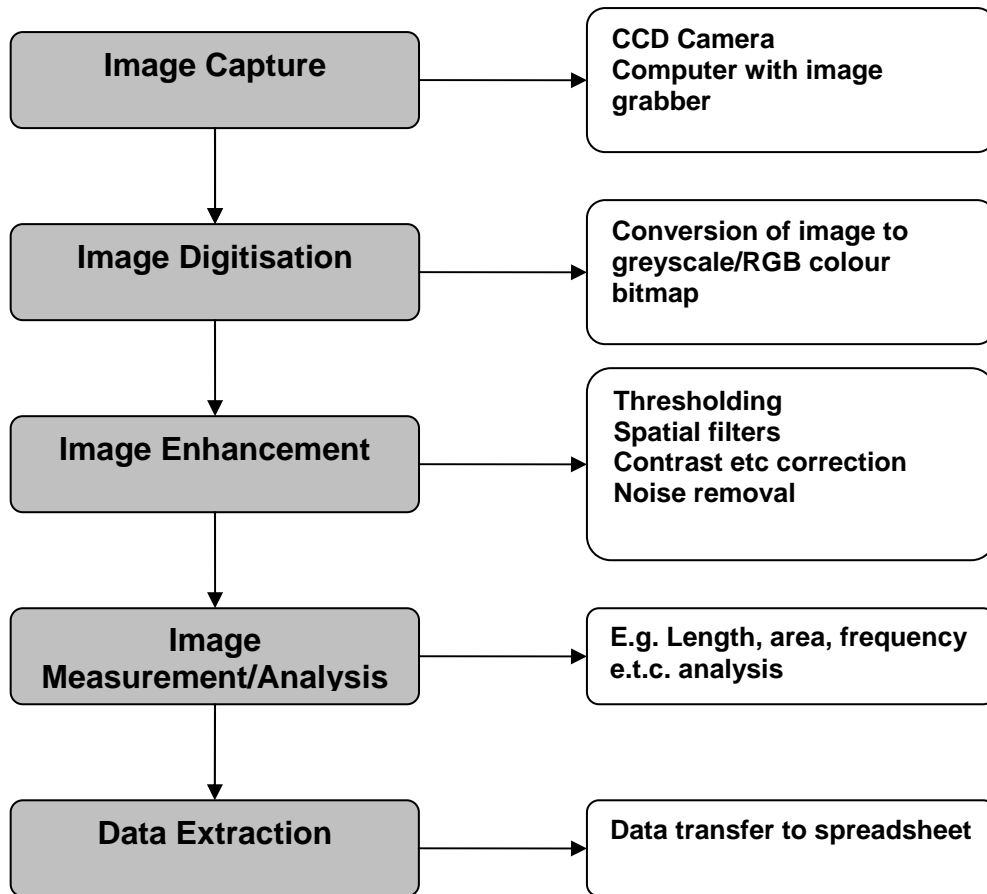 Image Capture
CCD Camera
Computer with image
grabber
Image Digitisation
Conversion of image to
greyscale/RGB colour
bitmap
Image Enhancement
Thresholding
Spatial filters
Contrast etc correction
Noise removal
Image
Measurement/Analysis
E.g. Length, area, frequency
e.t.c. analysis
Data Extraction
Data transfer to spreadsheet